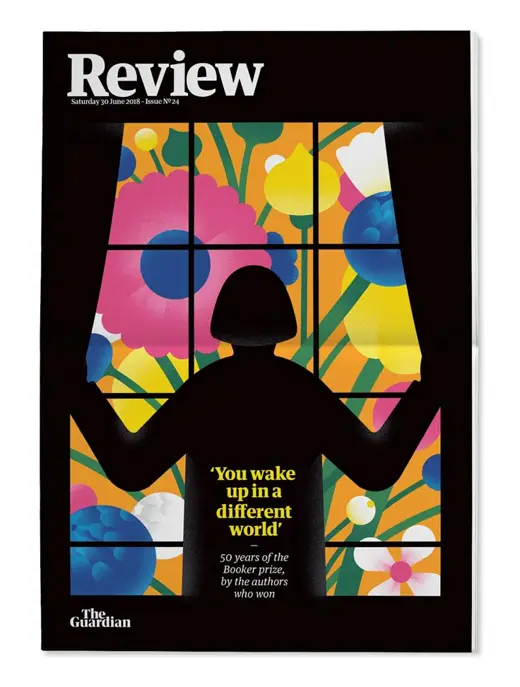 Review
Saturday 30 June 2018 – Issue Nº 24
‘You wake
up in a
different
world’
–
50 years of the
Booker prize,
by the authors
who won
The
Guardian